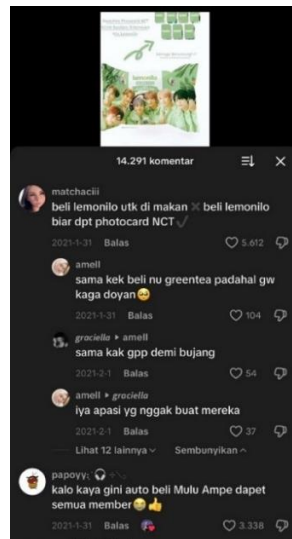 lemonilo
14.291 komentar
matchaciii
beli lemonilo utk di makan ❌ beli lemonilo
biar dpt photocard NCT ✓
2021-1-31 Balas 5.612
amell
sama kek beli nu greentea padahal gw
kaga doyan🥺
2021-1-31 Balas 104
graciella ▸ amell
sama kak gpp demi bujang
2021-2-1 Balas 54
amell ▸ graciella
iya apasi yg nggak buat mereka
2021-2-1 Balas 37
Lihat 12 lainnya Sembunyikan
papoyy
kalo kaya gini auto beli Mulu Ampe dapet
semua member😭👍
2021-1-31 Balas 3.338